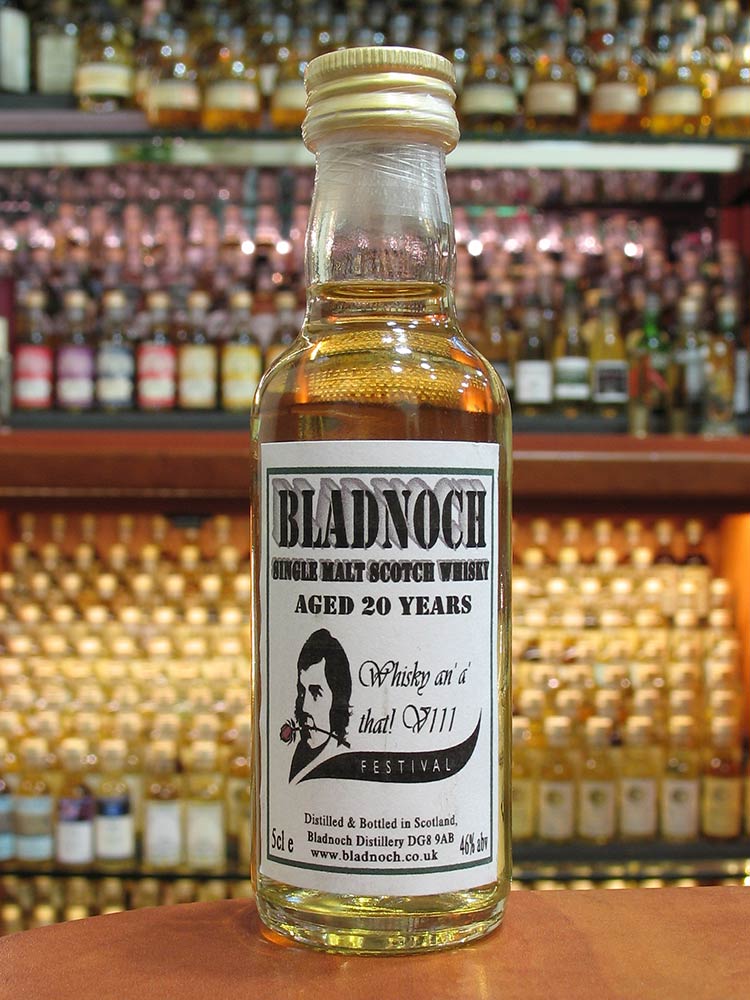 BLADNOCH
SINGLE MALT SCOTCH WHISKY
AGED 20 YEARS
Whisky an' a'
that! V111
FESTIVAL
Distilled & Bottled in Scotland,
5cl e Bladnoch Distillery DG8 9AB 46% abv
www.bladnoch.co.uk